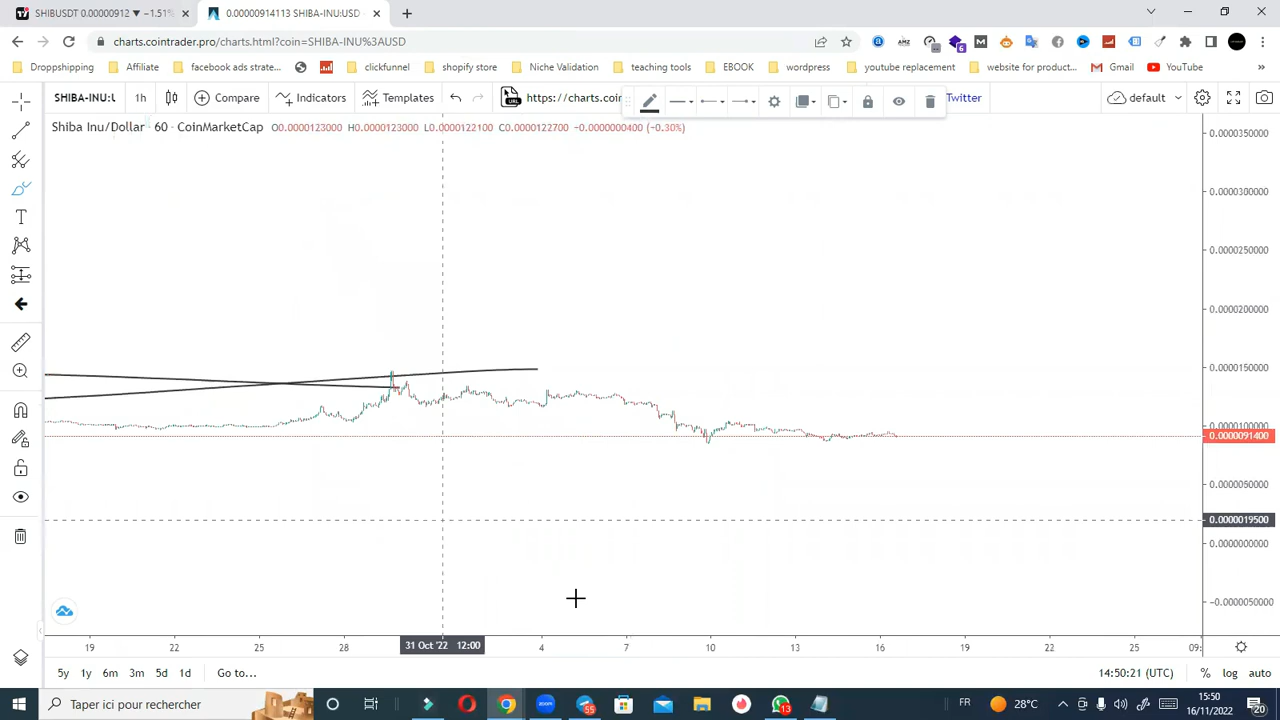 SHIBUSDT 0.00000912 ▼ −1.51%
0.00000914113 SHIBA-INU:USD
charts.cointrader.pro/charts.html?coin=SHIBA-INU%3AUSD
Droppshipping
Affiliate
facebook ads strate...
clickfunnel
shopify store
Niche Validation
teaching tools
EBOOK
wordpress
youtube replacement
website for product...
Gmail
YouTube
SHIBA-INU:U
1h
Compare
Indicators
Templates
URL
https://charts.coin
Twitter
default
Shiba Inu/Dollar · 60 · CoinMarketCap O0.0000123000 H0.0000123000 L0.0000122100 C0.0000122700 −0.0000000400 (−0.30%)
0.0000350000
0.0000300000
0.0000250000
0.0000200000
0.0000150000
0.0000100000
0.0000091400
0.0000050000
0.0000019500
0.0000000000
−0.0000050000
19
22
25
28
31 Oct '22 12:00
4
7
10
13
16
19
22
09:
5y 1y 6m 3m 5d 1d Go to...
14:50:21 (UTC) % log auto
Taper ici pour rechercher
55
13
FR
28°C
15:50
16/11/2022
20